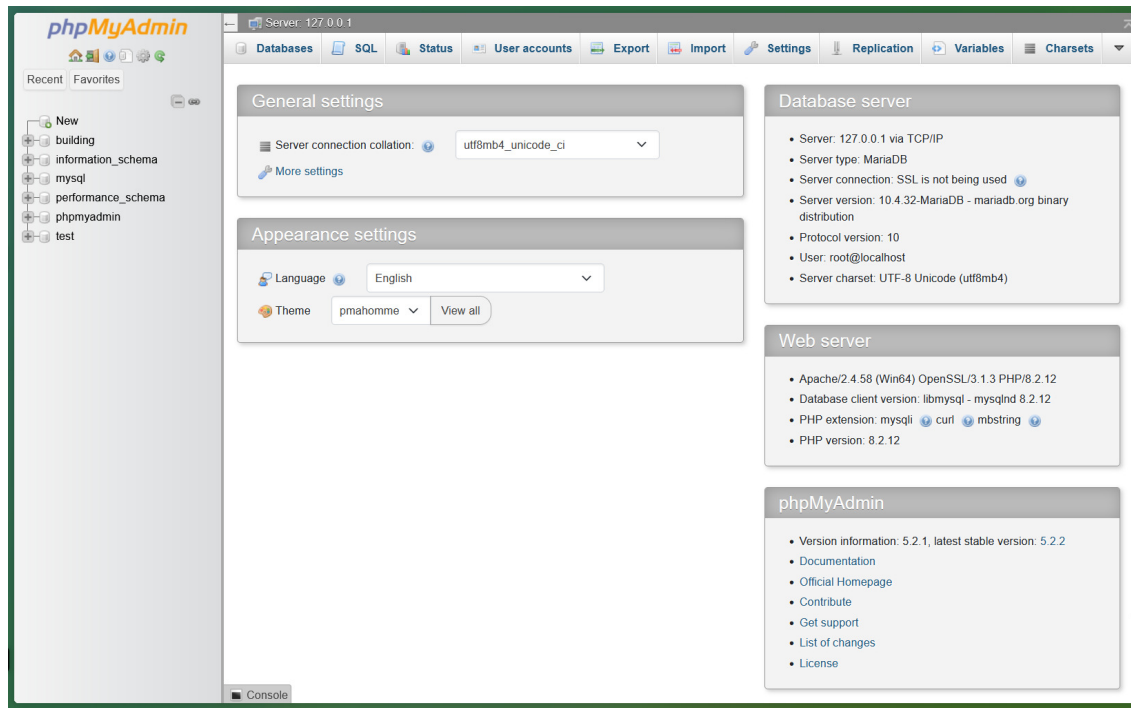 phpMyAdmin
Recent Favorites
New
building
information_schema
mysql
performance_schema
phpmyadmin
test
Server: 127.0.0.1
Databases SQL Status User accounts Export Import Settings Replication Variables Charsets
General settings
Server connection collation: utf8mb4_unicode_ci
More settings
Appearance settings
Language English
Theme pmahomme View all
Database server
Server: 127.0.0.1 via TCP/IP
Server type: MariaDB
Server connection: SSL is not being used
Server version: 10.4.32-MariaDB - mariadb.org binary
distribution
Protocol version: 10
User: root@localhost
Server charset: UTF-8 Unicode (utf8mb4)
Web server
Apache/2.4.58 (Win64) OpenSSL/3.1.3 PHP/8.2.12
Database client version: libmysql - mysqlnd 8.2.12
PHP extension: mysqli curl mbstring
PHP version: 8.2.12
phpMyAdmin
Version information: 5.2.1, latest stable version: 5.2.2
Documentation
Official Homepage
Contribute
Get support
List of changes
License
Console